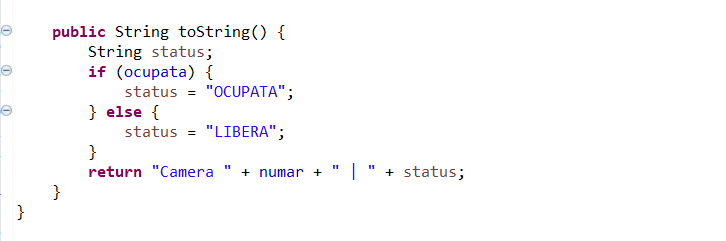 public String toString() {
String status;
if (ocupata) {
status = "OCUPATA";
} else {
status = "LIBERA";
}
return "Camera " + numar + " | " + status;
}
}